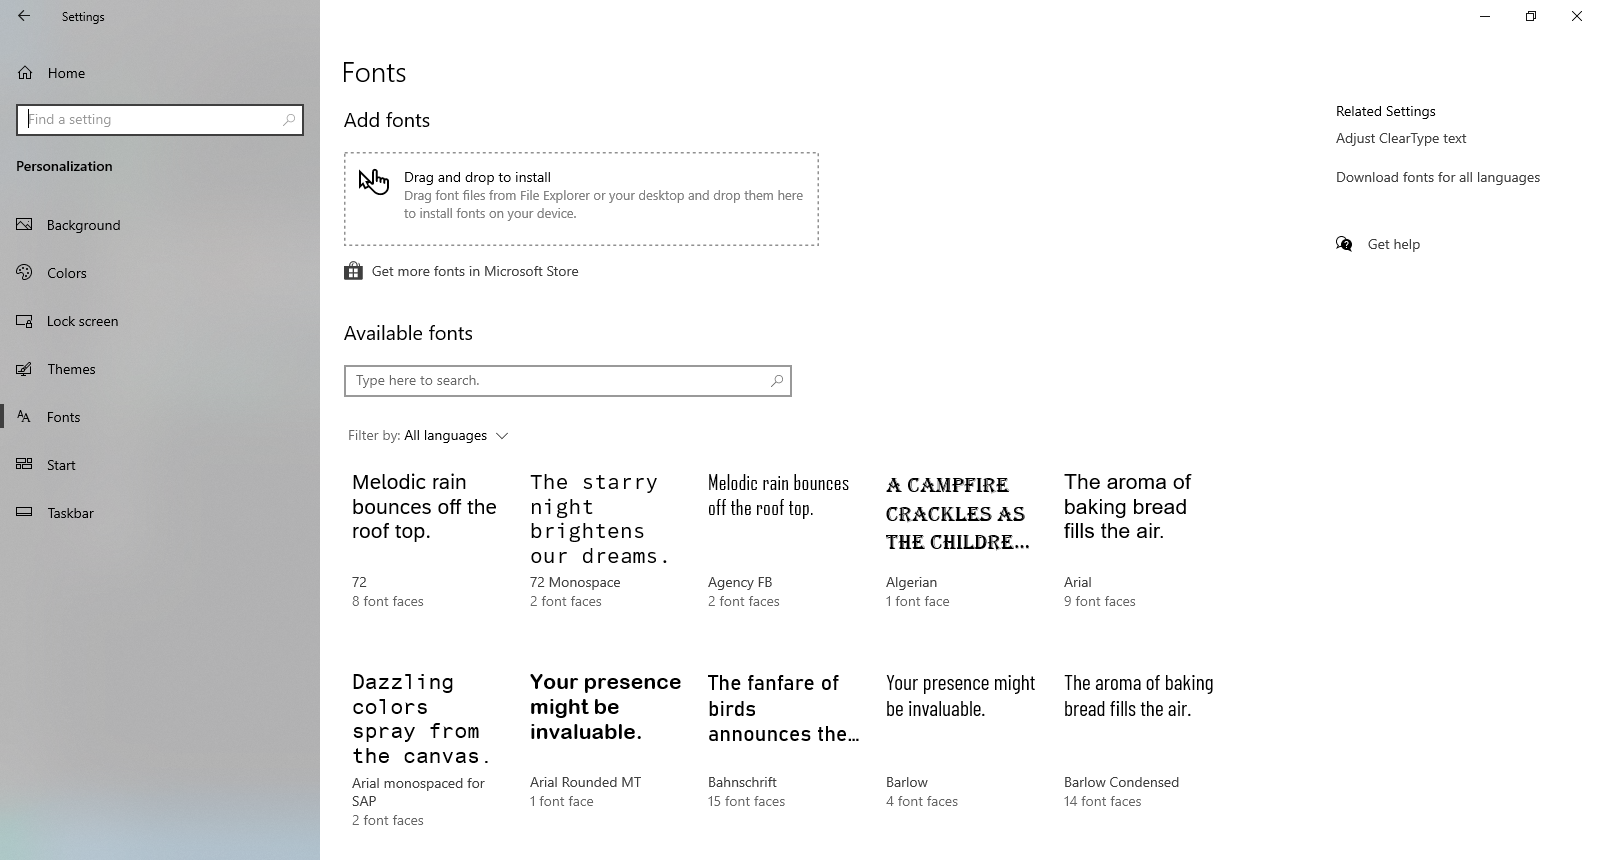 Settings
Home
Find a setting
Personalization
Background
Colors
Lock screen
Themes
Fonts
Start
Taskbar
Fonts
Add fonts
Drag and drop to install
Drag font files from File Explorer or your desktop and drop them here
to install fonts on your device.
Get more fonts in Microsoft Store
Available fonts
Type here to search.
Filter by: All languages
Melodic rain
bounces off the
roof top.
72
8 font faces
The starry
night
brightens
our dreams.
72 Monospace
2 font faces
Melodic rain bounces
off the roof top.
Agency FB
2 font faces
A CAMPFIRE
CRACKLES AS
THE CHILDRE...
Algerian
1 font face
The aroma of
baking bread
fills the air.
Arial
9 font faces
Dazzling
colors
spray from
the canvas.
Arial monospaced for
SAP
2 font faces
Your presence
might be
invaluable.
Arial Rounded MT
1 font face
The fanfare of
birds
announces the...
Bahnschrift
15 font faces
Your presence might
be invaluable.
Barlow
4 font faces
The aroma of baking
bread fills the air.
Barlow Condensed
14 font faces
Related Settings
Adjust ClearType text
Download fonts for all languages
Get help